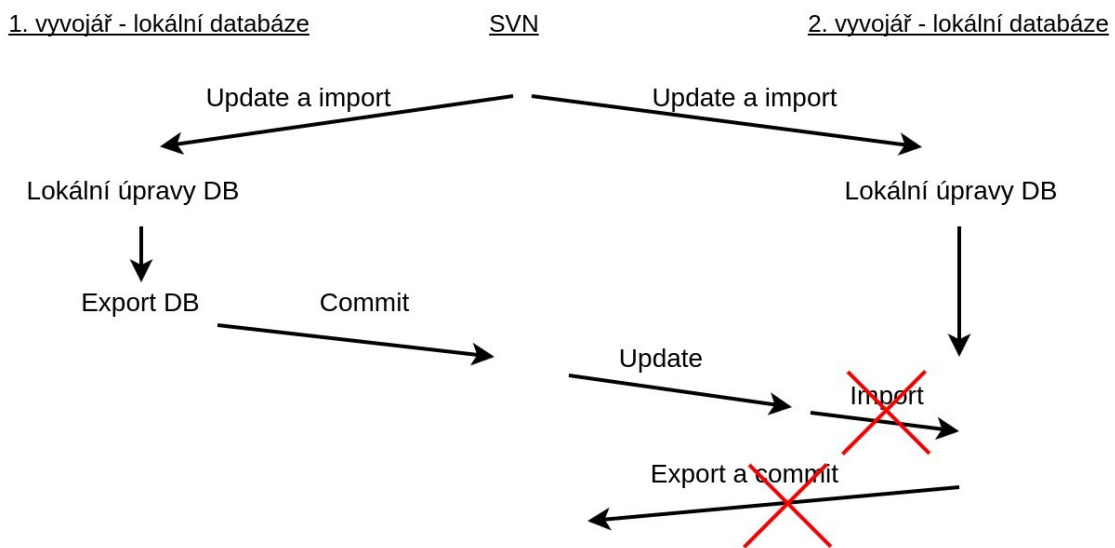 1. vyvojář - lokální databáze
SVN
2. vyvojář - lokální databáze
Update a import
Update a import
Lokální úpravy DB
Lokální úpravy DB
Export DB
Commit
Update
Import
Export a commit